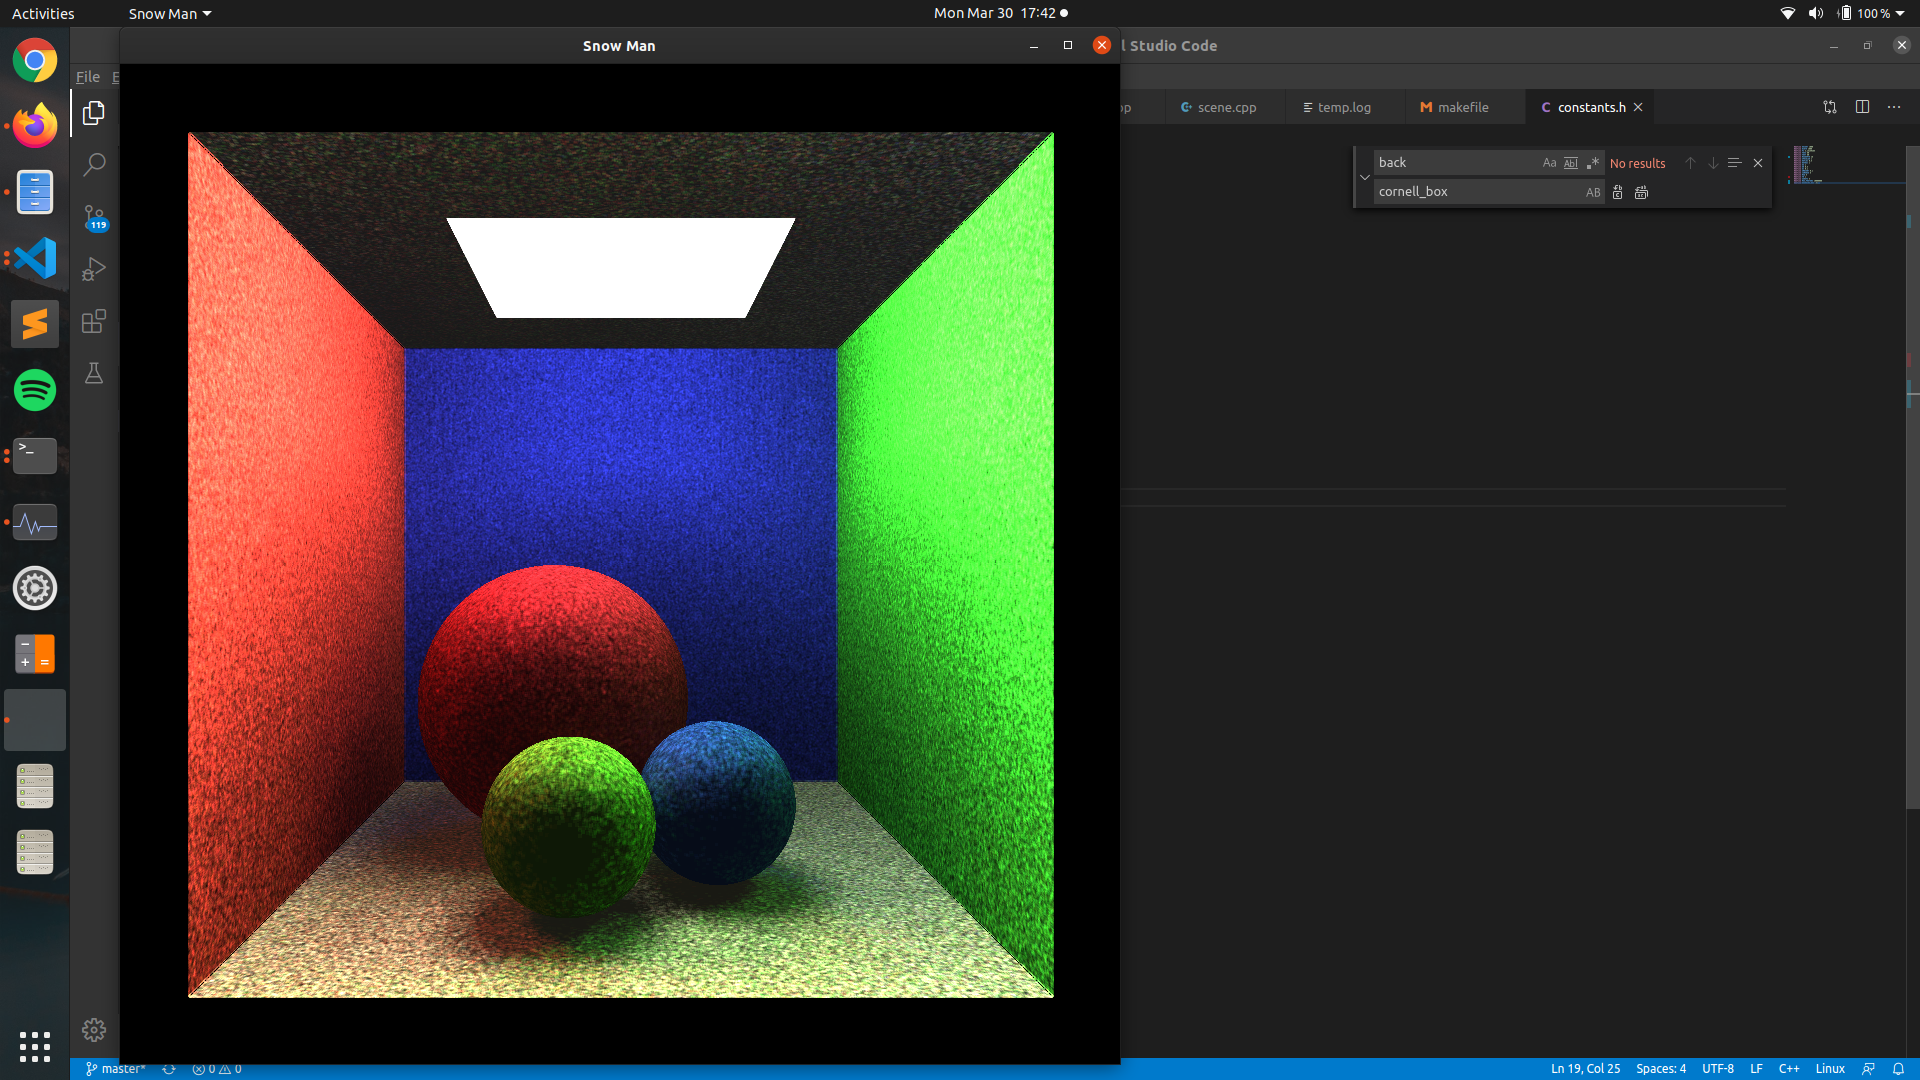 Activities
Snow Man
Mon Mar 30 17:42
100 %
Snow Man
l Studio Code
File E
pp
scene.cpp
temp.log
makefile
constants.h
back
Aa
Abl
No results
cornell_box
AB
119
>_
master*
0 0
Ln 19, Col 25
Spaces: 4
UTF-8
LF
C++
Linux